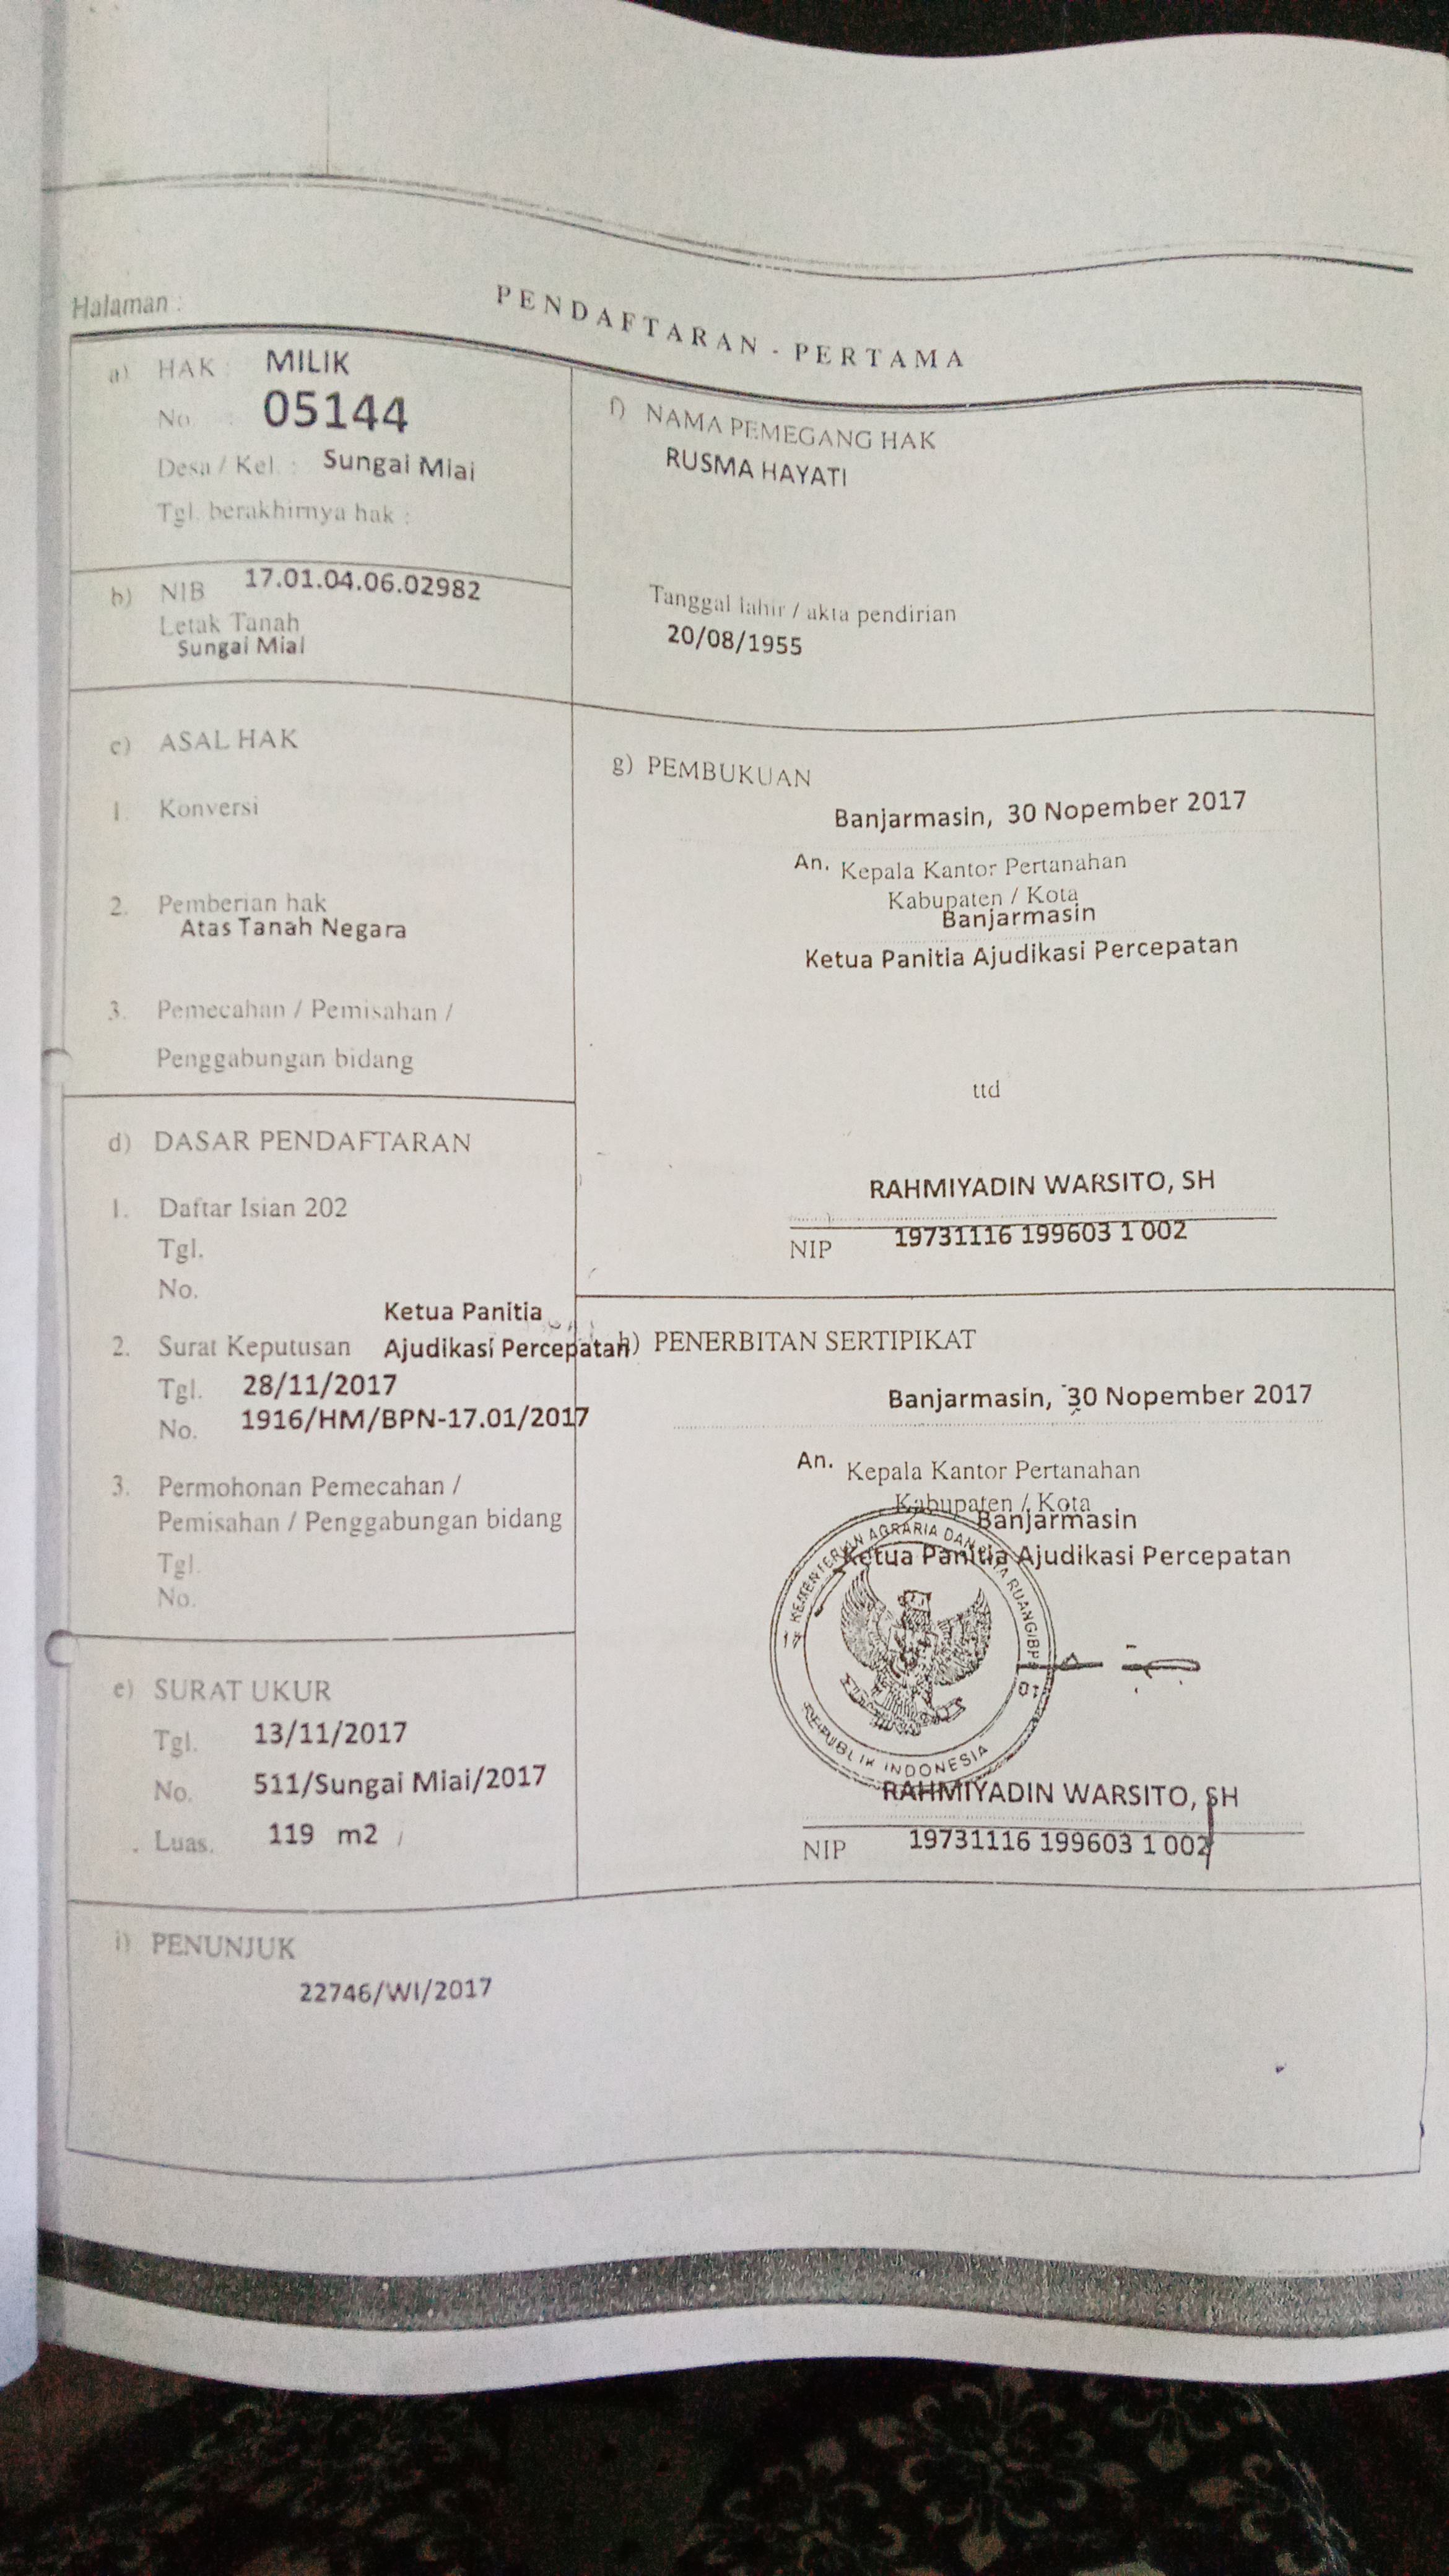 Halaman :
PENDAFTARAN - PERTAMA
a) HAK : MILIK
No. : 05144
Desa / Kel. : Sungai Miai
Tgl. berakhirnya hak :
b) NIB 17.01.04.06.02982
Letak Tanah
Sungai Miai
c) ASAL HAK
1. Konversi
2. Pemberian hak
Atas Tanah Negara
3. Pemecahan / Pemisahan /
Penggabungan bidang
d) DASAR PENDAFTARAN
1. Daftar Isian 202
Tgl.
No.
Ketua Panitia
2. Surat Keputusan Ajudikasi Percepatan
Tgl. 28/11/2017
No. 1916/HM/BPN-17.01/2017
3. Permohonan Pemecahan /
Pemisahan / Penggabungan bidang
Tgl.
No.
e) SURAT UKUR
Tgl. 13/11/2017
No. 511/Sungai Miai/2017
Luas. 119 m2
f) NAMA PEMEGANG HAK
RUSMA HAYATI
Tanggal lahir / akta pendirian
20/08/1955
g) PEMBUKUAN
Banjarmasin, 30 Nopember 2017
An. Kepala Kantor Pertanahan
Kabupaten / Kota
Banjarmasin
Ketua Panitia Ajudikasi Percepatan
ttd
RAHMIYADIN WARSITO, SH
NIP 19731116 199603 1 002
h) PENERBITAN SERTIPIKAT
Banjarmasin, 30 Nopember 2017
An. Kepala Kantor Pertanahan
Kabupaten / Kota
Banjarmasin
Ketua Panitia Ajudikasi Percepatan
KEMENTERIAN AGRARIA DAN TATA RUANG/BPN
17 01
REPUBLIK INDONESIA
RAHMIYADIN WARSITO, SH
NIP 19731116 199603 1 002
i) PENUNJUK
22746/WI/2017